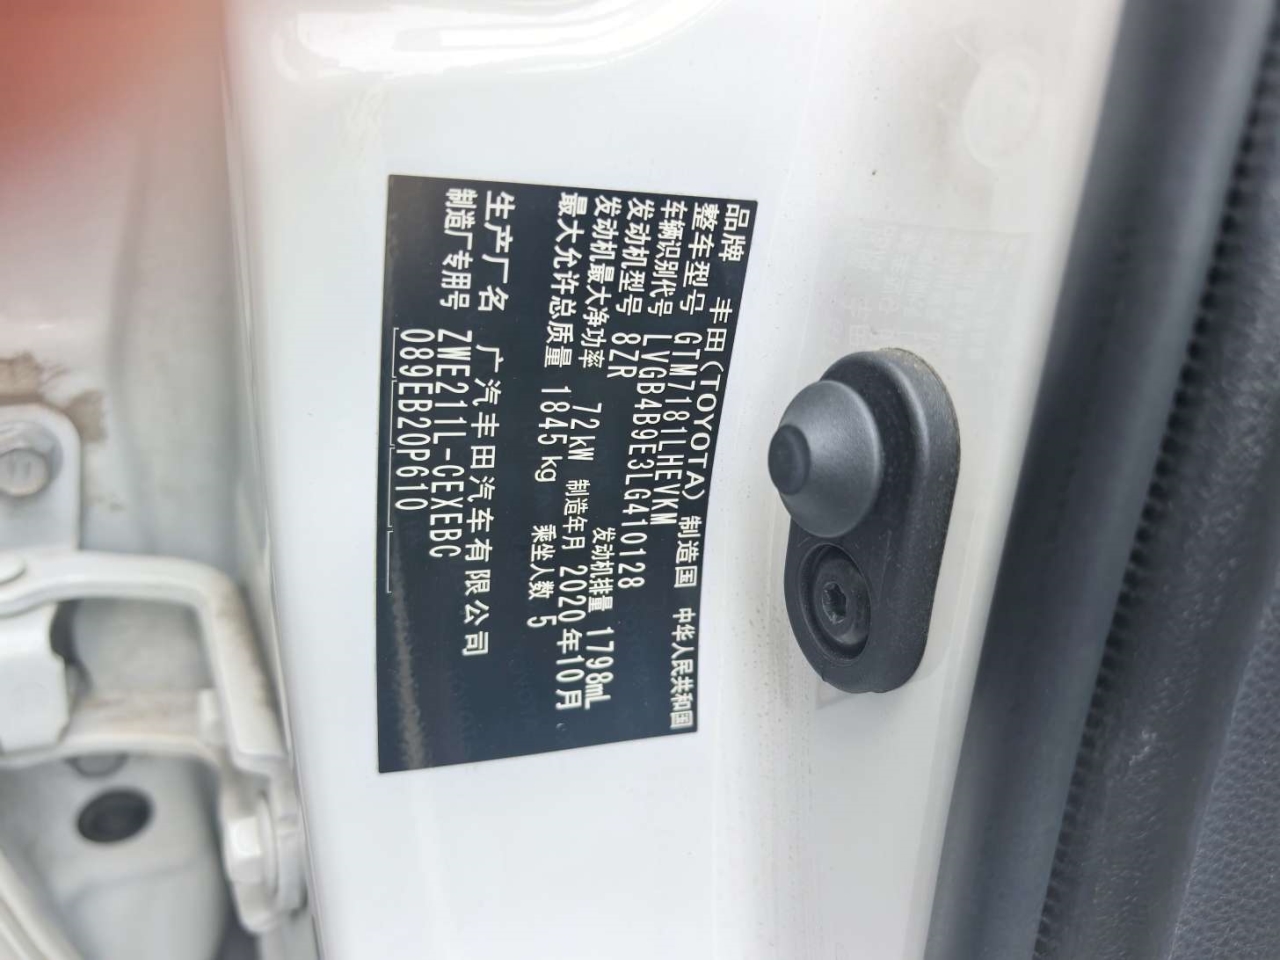 品牌 丰田(TOYOTA) 制造国 中华人民共和国
整车型号 GTM7181LHEVKM
车辆识别代号 LVGB4B9E3LG410128
发动机型号 8ZR 发动机排量 1798mL
发动机最大净功率 72kW 制造年月 2020年10月
最大允许总质量 1845kg 乘坐人数 5
生产厂名 广汽丰田汽车有限公司
制造厂专用号 ZWE211L-GEXEBC
089EB20P610